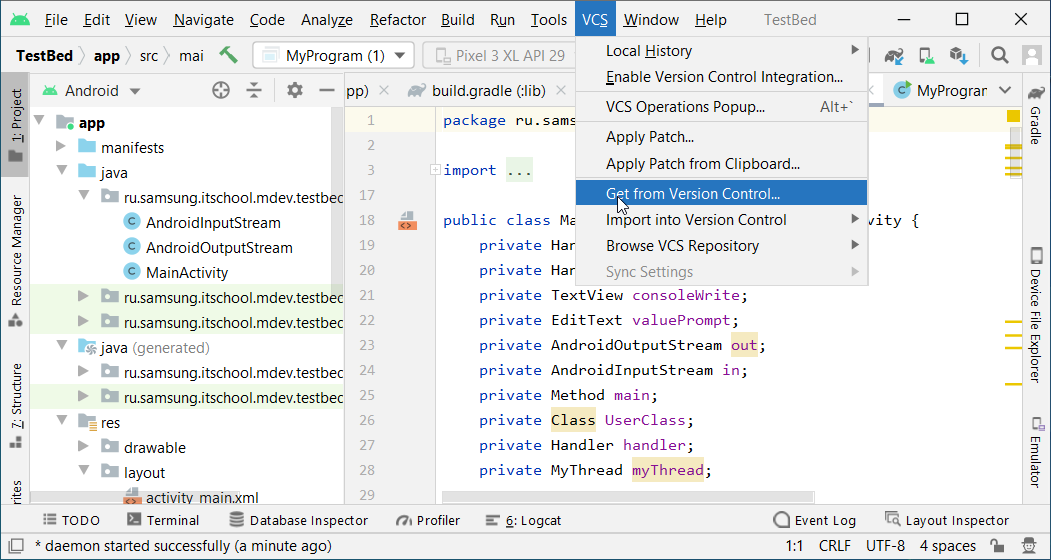 File Edit View Navigate Code Analyze Refactor Build Run Tools VCS Window Help TestBed
TestBed app src mai MyProgram (1) Pixel 3 XL API 29
Local History
Enable Version Control Integration...
VCS Operations Popup... Alt+`
Apply Patch...
Apply Patch from Clipboard...
Get from Version Control...
Import into Version Control
Browse VCS Repository
Sync Settings
1: Project
Resource Manager
7: Structure
rites
Android
app
manifests
java
ru.samsung.itschool.mdev.testbed
AndroidInputStream
AndroidOutputStream
MainActivity
ru.samsung.itschool.mdev.testbed
ru.samsung.itschool.mdev.testbed
java (generated)
ru.samsung.itschool.mdev.testbed
ru.samsung.itschool.mdev.testbed
res
drawable
layout
activity_main.xml
pp) build.gradle (:lib) MyProgram
1 package ru.sams
2
3 import ...
17
18 public class Ma ivity {
19 private Han
20 private Han
21 private TextView consoleWrite;
22 private EditText valuePrompt;
23 private AndroidOutputStream out;
24 private AndroidInputStream in;
25 private Method main;
26 private Class UserClass;
27 private Handler handler;
28 private MyThread myThread;
29
Gradle
Device File Explorer
Emulator
TODO Terminal Database Inspector Profiler 6: Logcat Event Log Layout Inspector
* daemon started successfully (a minute ago) 1:1 CRLF UTF-8 4 spaces